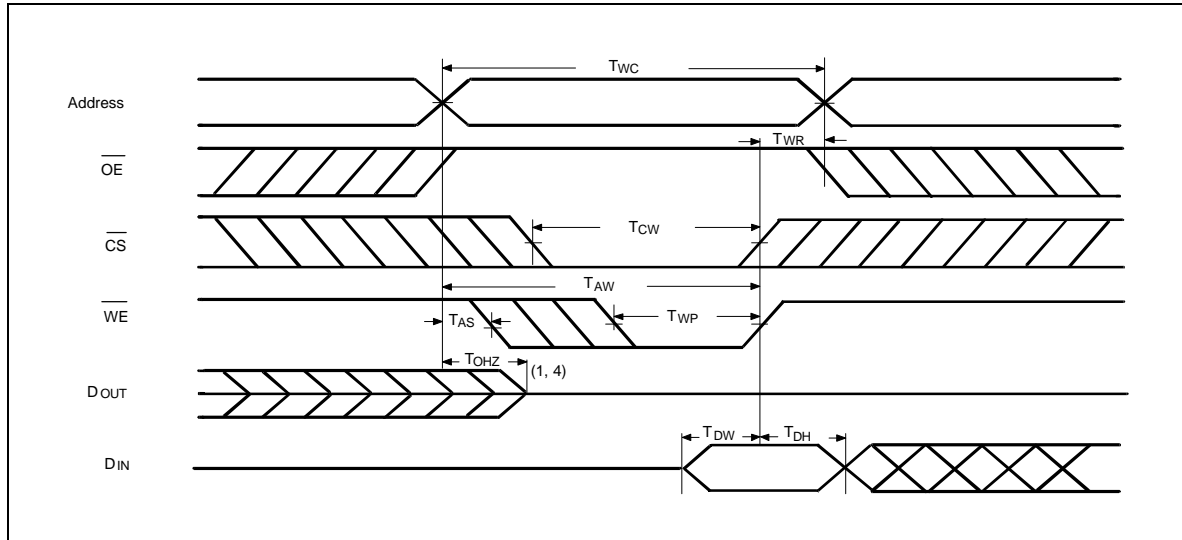 TWC
Address
TWR
OE
TCW
CS
TAW
WE
TAS
TWP
TOHZ
(1, 4)
DOUT
TDW
TDH
DIN